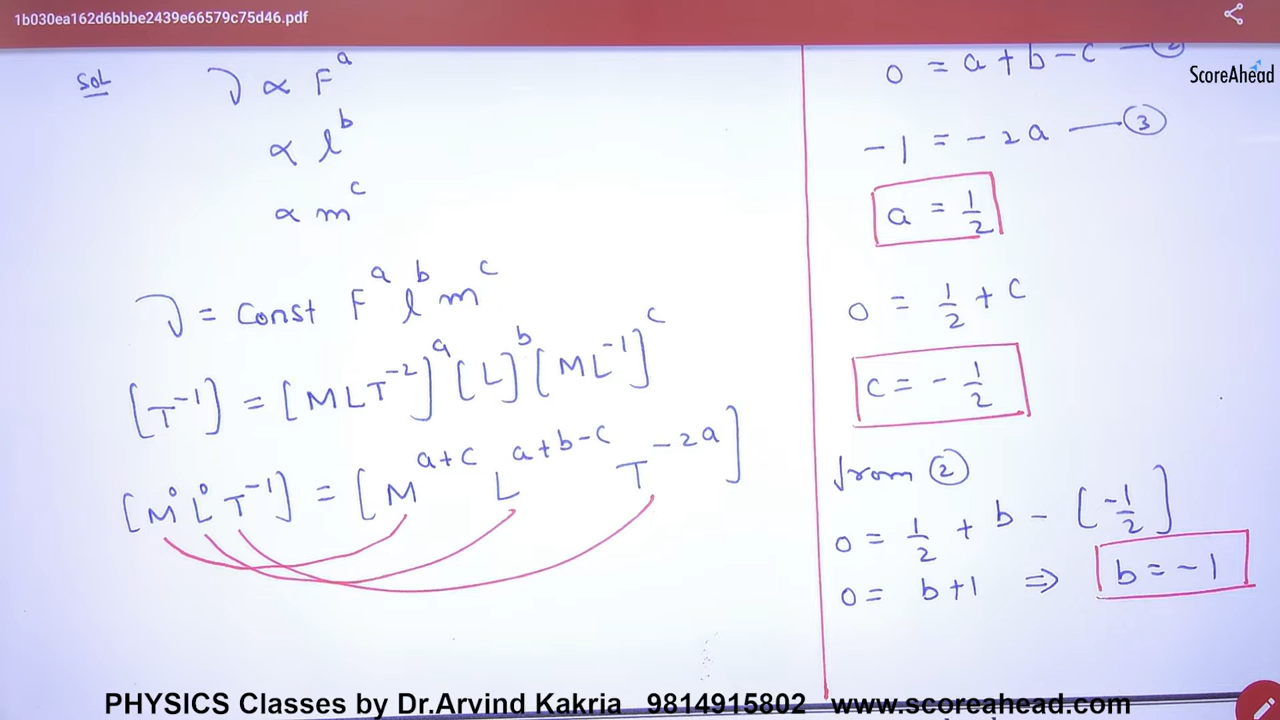 1b030ea162d6bbbe2439e66579c75d46.pdf
ScoreAhead
Sol
ν ∝ F^a
∝ l^b
∝ m^c
ν = Const F^a l^b m^c
[T^-1] = [MLT^-2]^a [L]^b [ML^-1]^c
[M°L°T^-1] = [M^a+c L^a+b-c T^-2a]
0 = a+b-c — ②
-1 = -2a — ③
a = 1/2
0 = 1/2 + c
c = - 1/2
from ②
0 = 1/2 + b - [-1/2]
0 = b+1 ⇒ b = -1
PHYSICS Classes by Dr.Arvind Kakria 9814915802 www.scoreahead.com